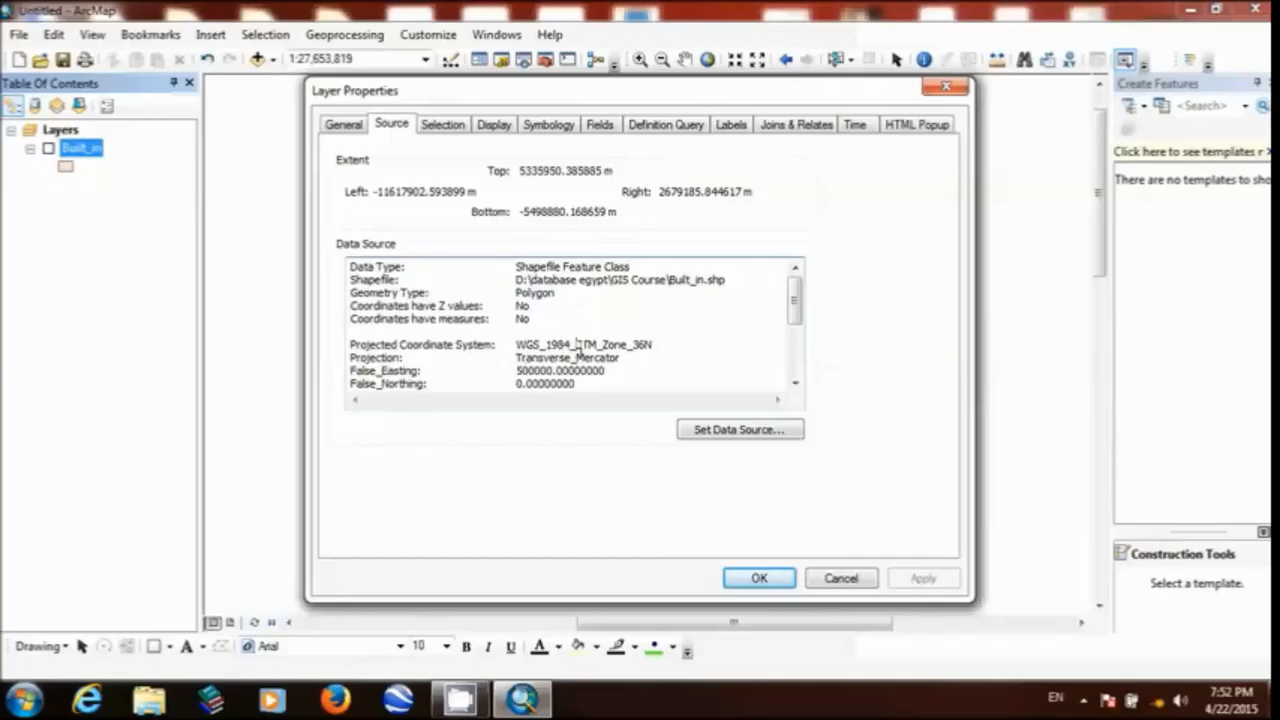 Untitled - ArcMap
File Edit View Bookmarks Insert Selection Geoprocessing Customize Windows Help
1:27,653,819
Table Of Contents
Layers
Built_in
Layer Properties
General Source Selection Display Symbology Fields Definition Query Labels Joins & Relates Time HTML Popup
Extent
Top: 5335950.385885 m
Left: -11617902.593899 m Right: 2679185.844617 m
Bottom: -5498880.168659 m
Data Source
Data Type: Shapefile Feature Class
Shapefile: D:\database egypt\GIS Course\Built_in.shp
Geometry Type: Polygon
Coordinates have Z values: No
Coordinates have measures: No
Projected Coordinate System: WGS_1984_UTM_Zone_36N
Projection: Transverse_Mercator
False_Easting: 500000.00000000
False_Northing: 0.00000000
Set Data Source...
OK Cancel Apply
Create Features
<Search>
Click here to see templates r
There are no templates to sho
Construction Tools
Select a template.
Drawing Arial 10 B I U A
EN 7:52 PM
4/22/2015